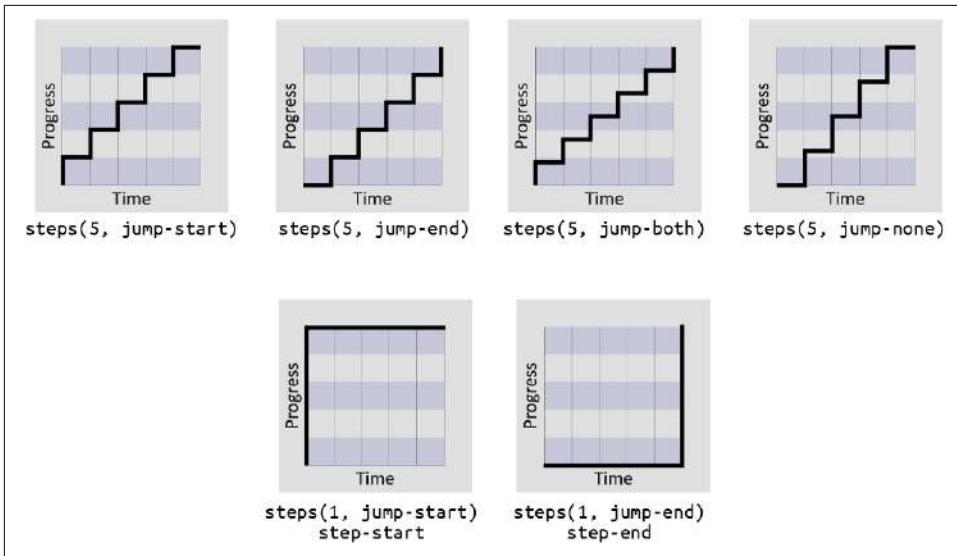 Progress
Time
steps(5, jump-start)
Progress
Time
steps(5, jump-end)
Progress
Time
steps(5, jump-both)
Progress
Time
steps(5, jump-none)
Progress
Time
steps(1, jump-start)
step-start
Progress
Time
steps(1, jump-end)
step-end